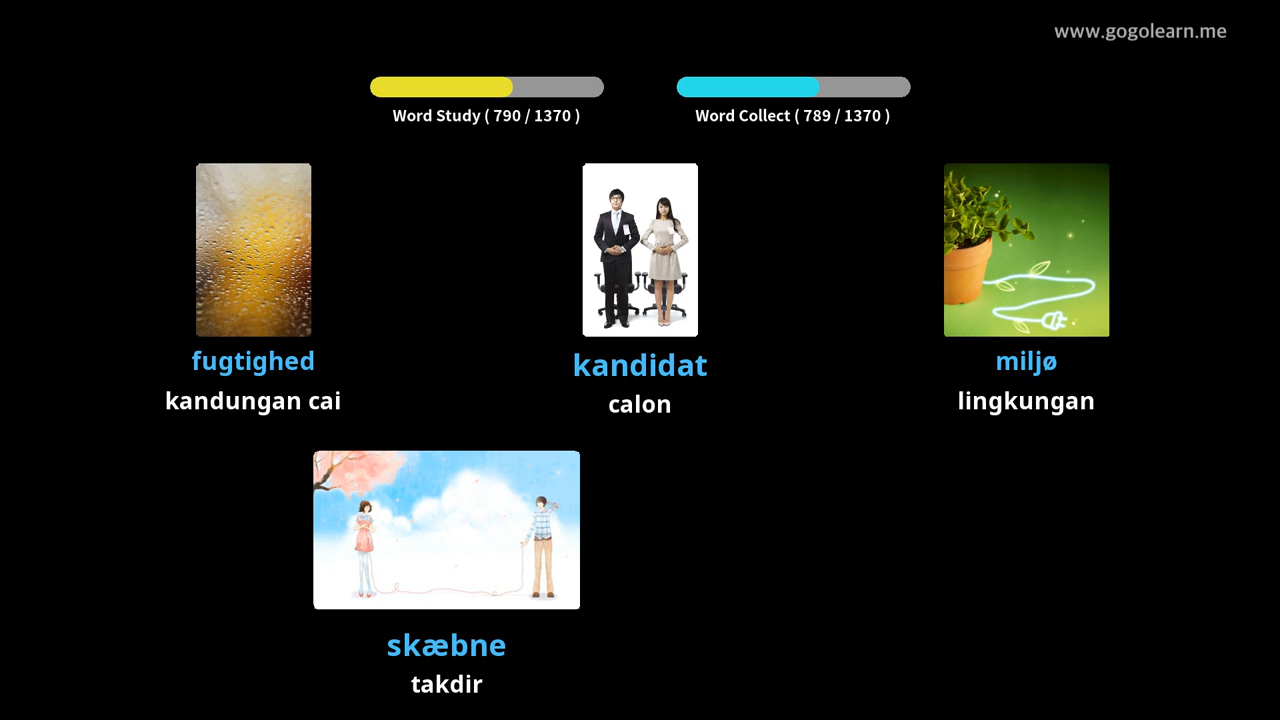 www.gogolearn.me
Word Study ( 790 / 1370 )
Word Collect ( 789 / 1370 )
fugtighed
kandungan cai
kandidat
calon
miljø
lingkungan
skæbne
takdir